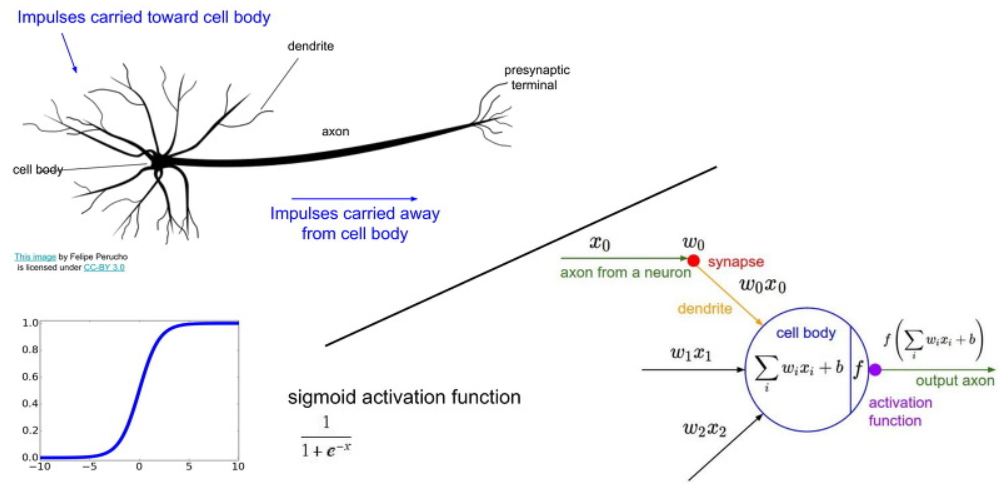 Impulses carried toward cell body
dendrite
presynaptic
terminal
axon
cell body
Impulses carried away
from cell body
This image by Felipe Perucho
is licensed under CC-BY 3.0
x₀
w₀
synapse
axon from a neuron
w₀x₀
dendrite
cell body
w₁x₁
∑ᵢ wᵢxᵢ + b
f
f(∑ᵢ wᵢxᵢ + b)
output axon
activation
function
w₂x₂
1.0
0.8
0.6
0.4
0.2
0.0
−10 −5 0 5 10
sigmoid activation function
1
1 + e⁻ˣ